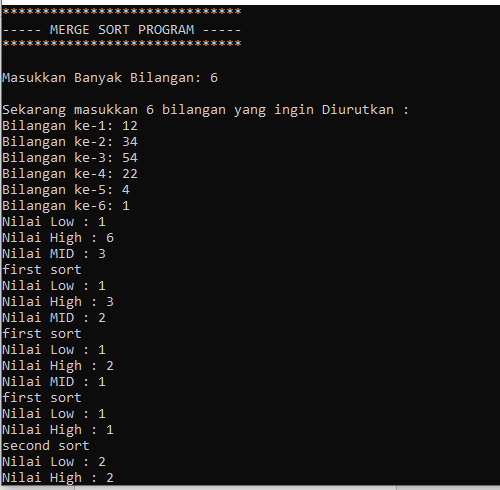 ******************************
----- MERGE SORT PROGRAM -----
******************************
Masukkan Banyak Bilangan: 6
Sekarang masukkan 6 bilangan yang ingin Diurutkan :
Bilangan ke-1: 12
Bilangan ke-2: 34
Bilangan ke-3: 54
Bilangan ke-4: 22
Bilangan ke-5: 4
Bilangan ke-6: 1
Nilai Low : 1
Nilai High : 6
Nilai MID : 3
first sort
Nilai Low : 1
Nilai High : 3
Nilai MID : 2
first sort
Nilai Low : 1
Nilai High : 2
Nilai MID : 1
first sort
Nilai Low : 1
Nilai High : 1
second sort
Nilai Low : 2
Nilai High : 2